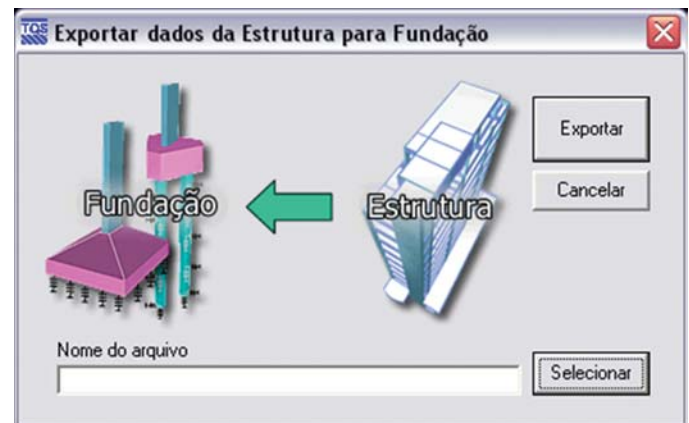 TQS Exportar dados da Estrutura para Fundação
Exportar
Cancelar
Fundação
Estrutura
Nome do arquivo
Selecionar